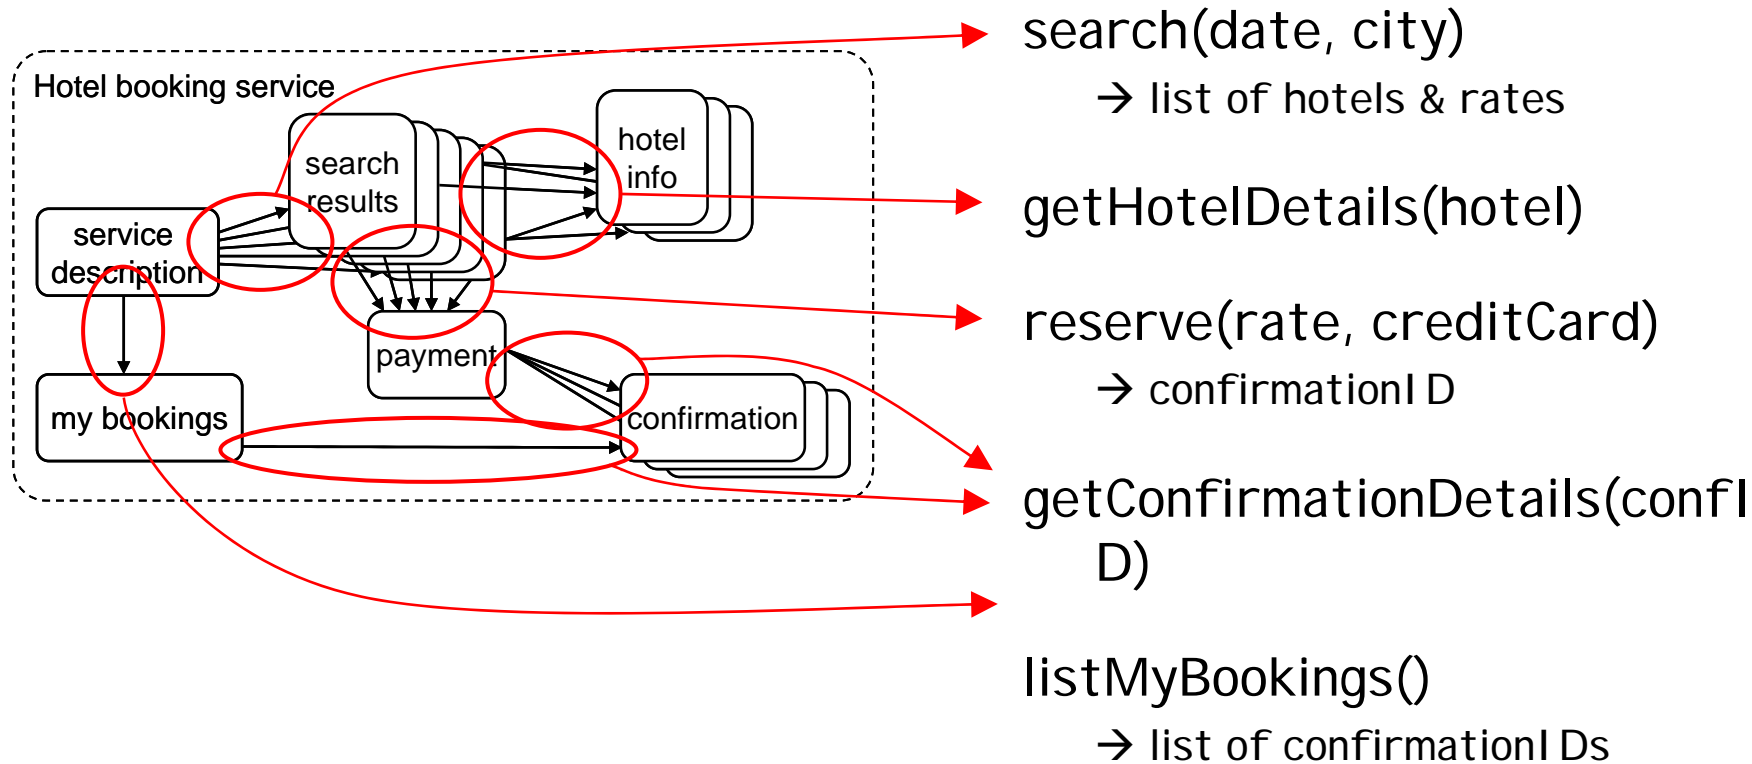 Hotel booking service
search
results
hotel
info
service
description
payment
my bookings
confirmation
search(date, city)
→ list of hotels & rates
getHotelDetails(hotel)
reserve(rate, creditCard)
→ confirmationID
getConfirmationDetails(confI
D)
listMyBookings()
→ list of confirmationIDs